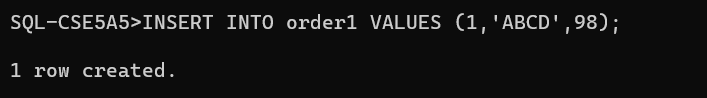 SQL-CSE5A5>INSERT INTO order1 VALUES (1,'ABCD',98);
1 row created.